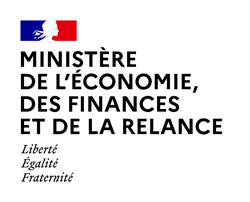 MINISTÈRE
DE L'ÉCONOMIE,
DES FINANCES
ET DE LA RELANCE
Liberté
Égalité
Fraternité